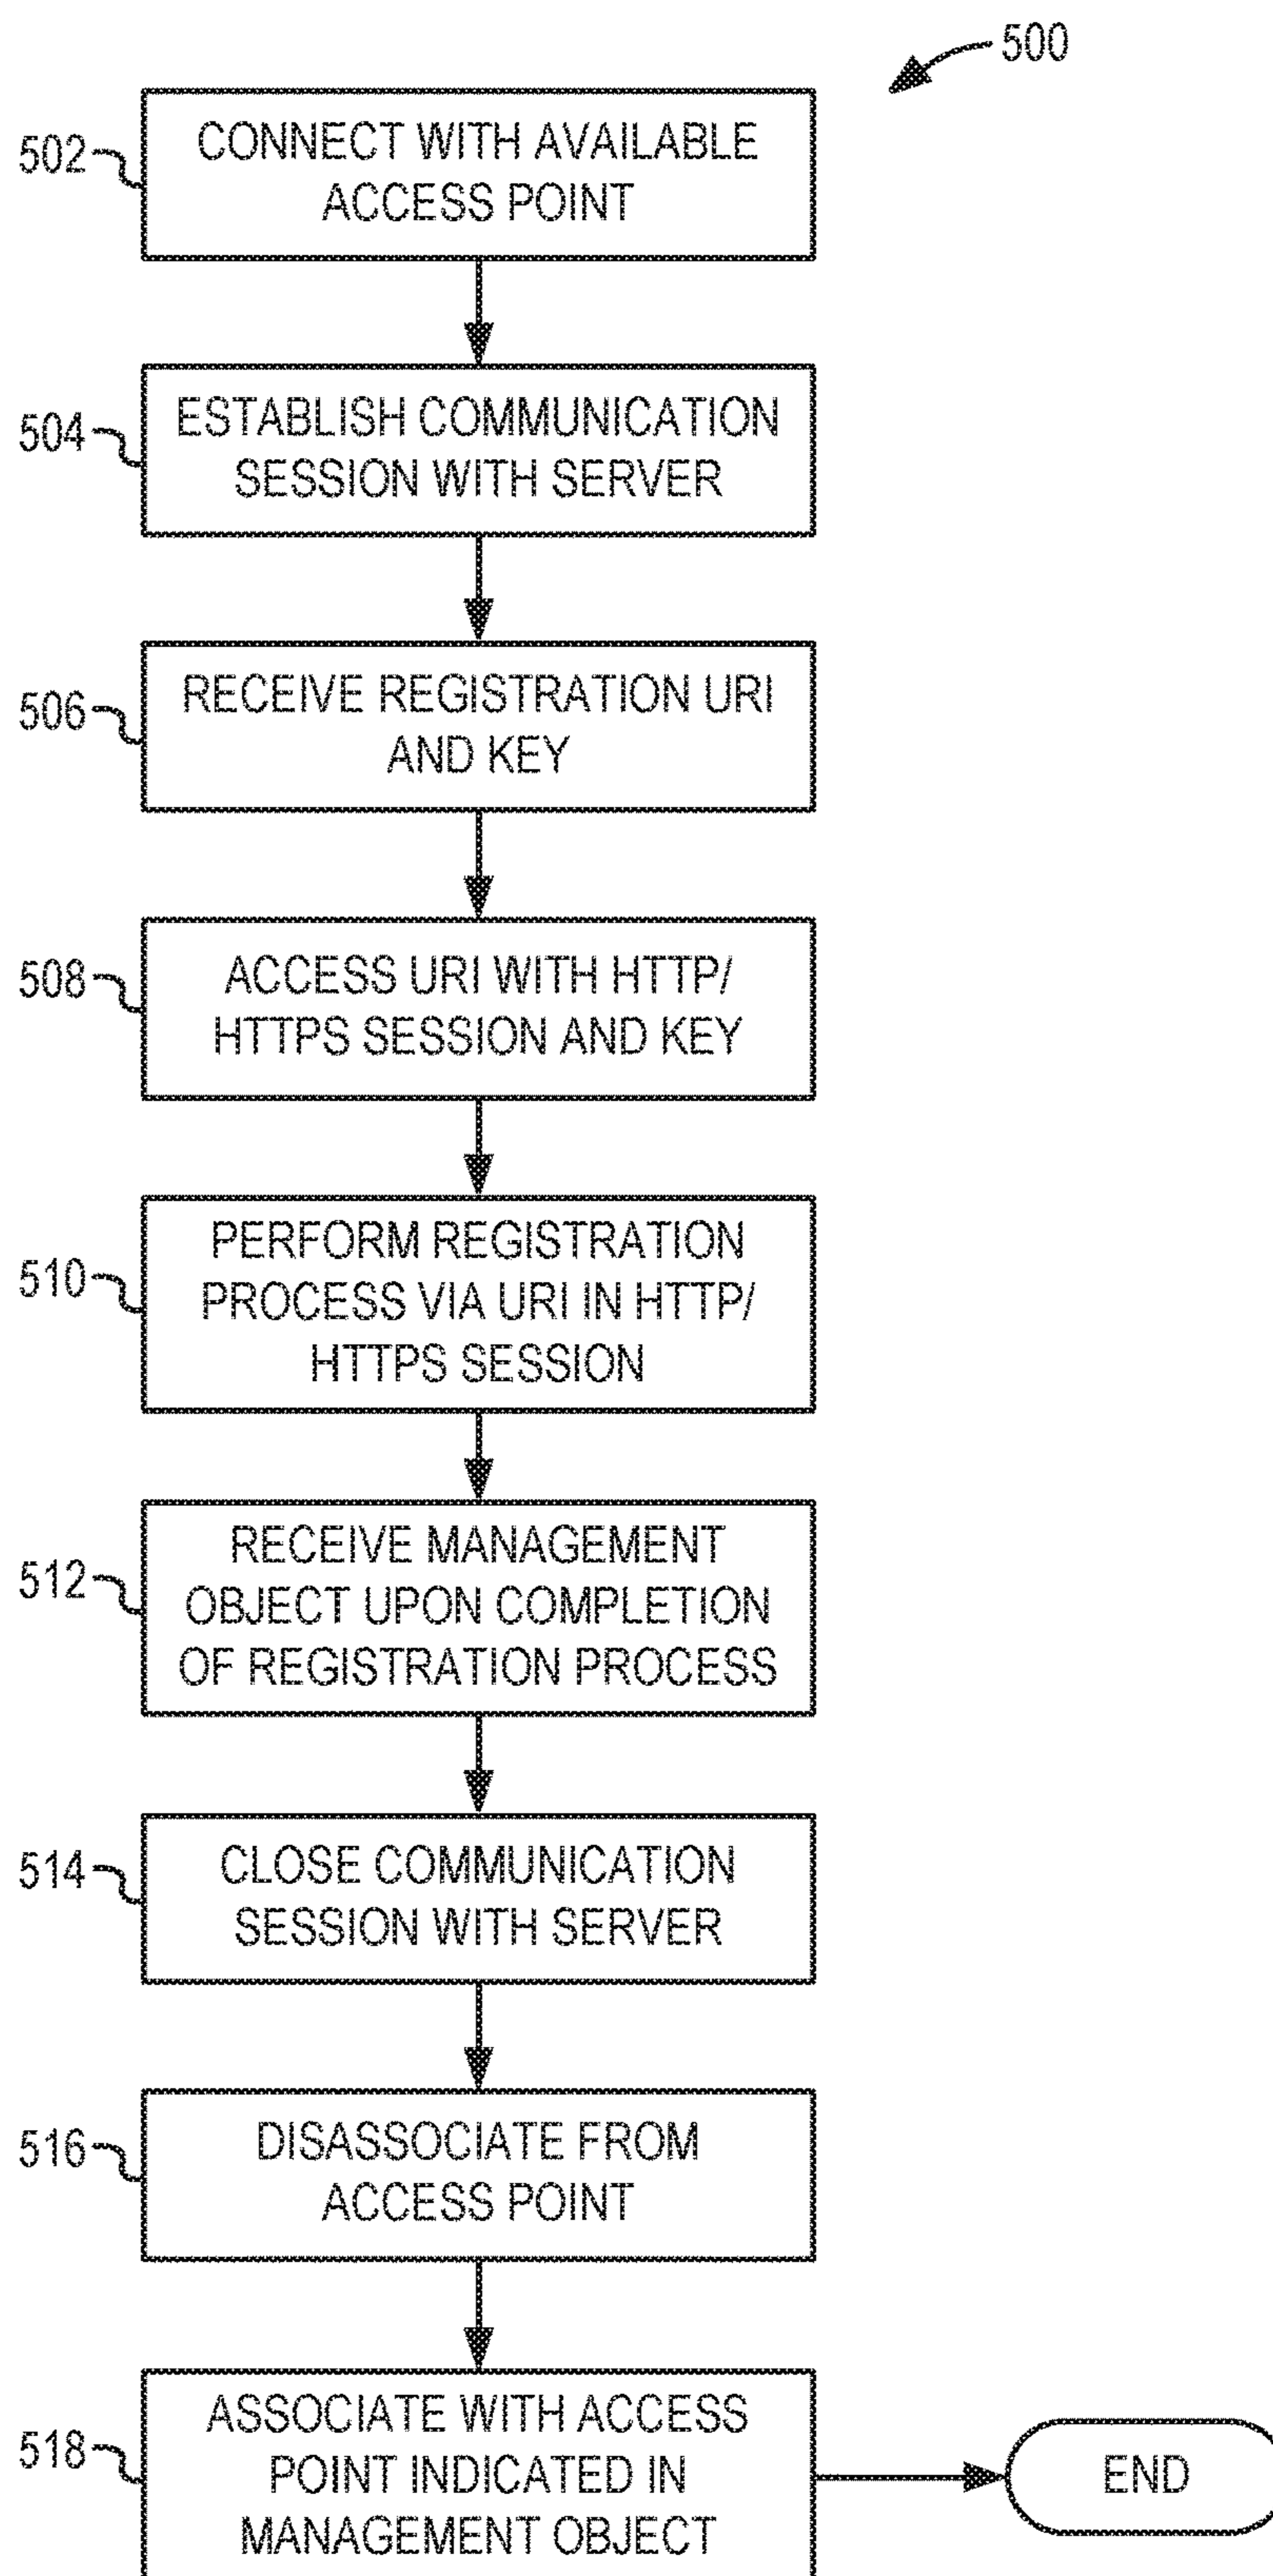 500
502
CONNECT WITH AVAILABLE
ACCESS POINT
504
ESTABLISH COMMUNICATION
SESSION WITH SERVER
506
RECEIVE REGISTRATION URI
AND KEY
508
ACCESS URI WITH HTTP/
HTTPS SESSION AND KEY
510
PERFORM REGISTRATION
PROCESS VIA URI IN HTTP/
HTTPS SESSION
512
RECEIVE MANAGEMENT
OBJECT UPON COMPLETION
OF REGISTRATION PROCESS
514
CLOSE COMMUNICATION
SESSION WITH SERVER
516
DISASSOCIATE FROM
ACCESS POINT
518
ASSOCIATE WITH ACCESS
POINT INDICATED IN
MANAGEMENT OBJECT
END